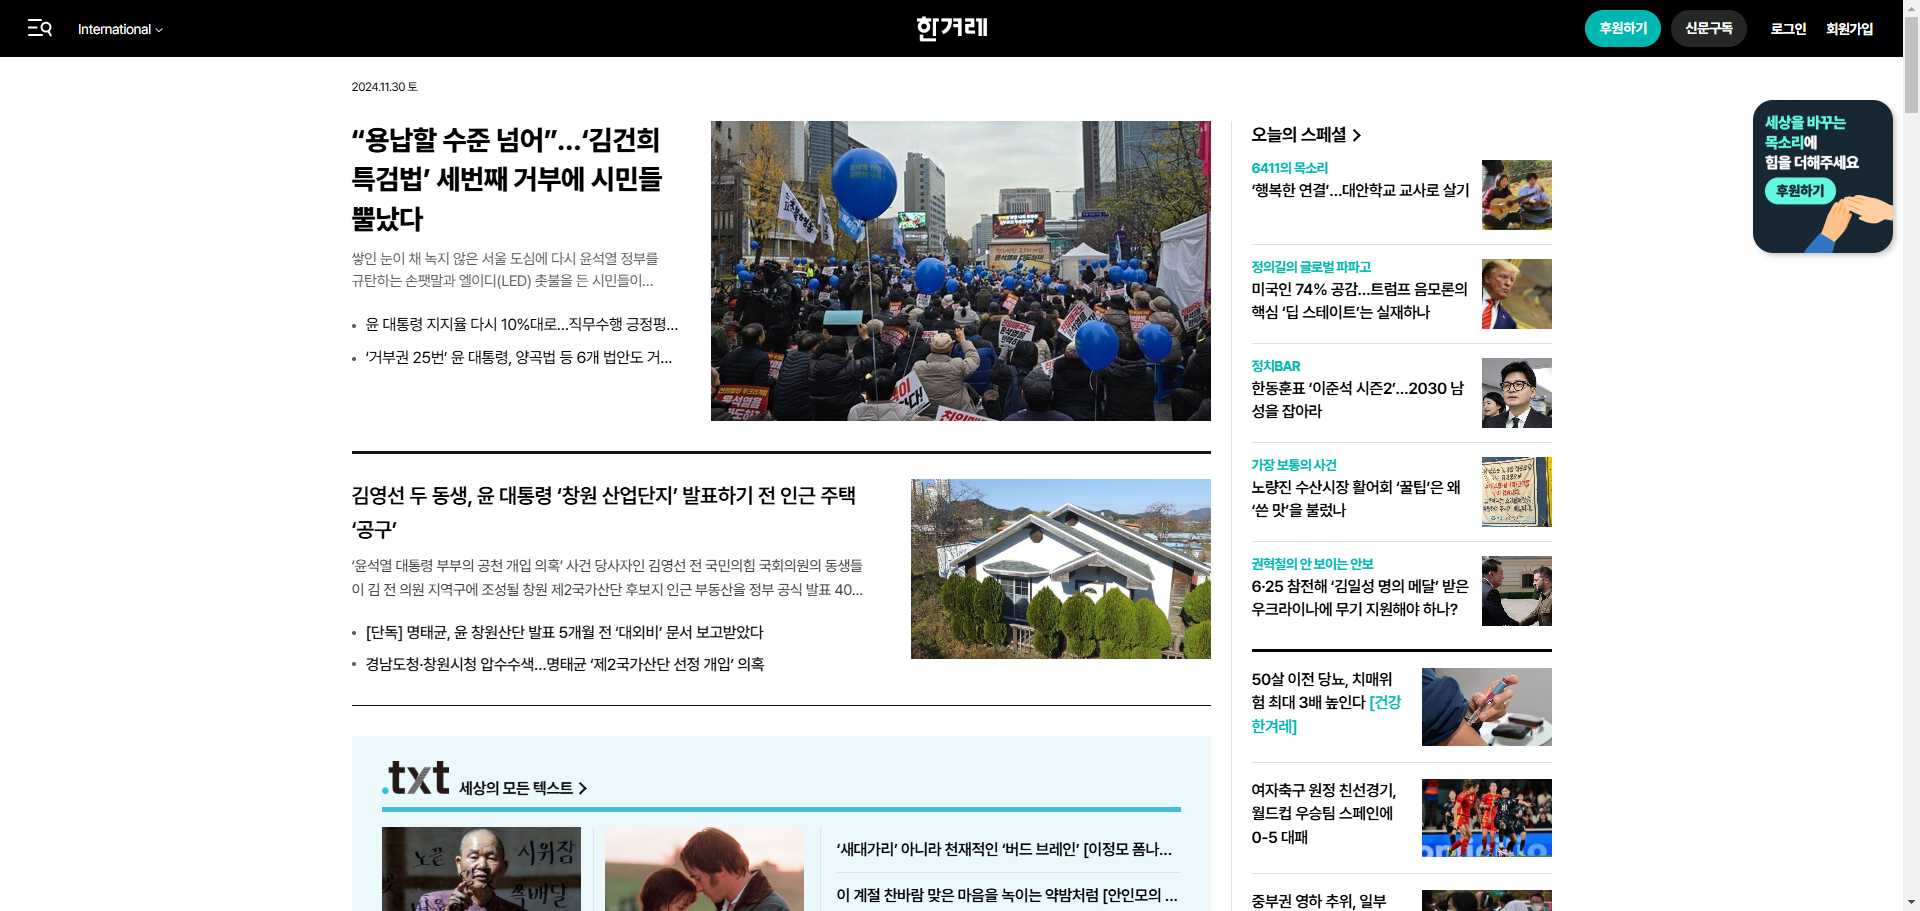 International
한겨레
후원하기
신문구독
로그인
회원가입
2024.11.30 토
“용납할 수준 넘어”…‘김건희
특검법’ 세번째 거부에 시민들
뿔났다
쌓인 눈이 채 녹지 않은 서울 도심에 다시 윤석열 정부를
규탄하는 손팻말과 엘이디(LED) 촛불을 든 시민들이...
윤 대통령 지지율 다시 10%대로…직무수행 긍정평...
‘거부권 25번’ 윤 대통령, 양곡법 등 6개 법안도 거...
김영선 두 동생, 윤 대통령 ‘창원 산업단지’ 발표하기 전 인근 주택
‘공구’
‘윤석열 대통령 부부의 공천 개입 의혹’ 사건 당사자인 김영선 전 국민의힘 국회의원의 동생들
이 김 전 의원 지역구에 조성될 창원 제2국가산단 후보지 인근 부동산을 정부 공식 발표 40...
[단독] 명태균, 윤 창원산단 발표 5개월 전 ‘대외비’ 문서 보고받았다
경남도청·창원시청 압수수색…명태균 ‘제2국가산단 선정 개입’ 의혹
.txt 세상의 모든 텍스트
‘새대가리’ 아니라 천재적인 ‘버드 브레인’ [이정모 폼나...
이 계절 찬바람 맞은 마음을 녹이는 약밤처럼 [안인모의 ...
오늘의 스페셜
6411의 목소리
‘행복한 연결’…대안학교 교사로 살기
정의길의 글로벌 파파고
미국인 74% 공감…트럼프 음모론의
핵심 ‘딥 스테이트’는 실재하나
정치BAR
한동훈표 ‘이준석 시즌2’…2030 남
성을 잡아라
가장 보통의 사건
노량진 수산시장 활어회 ‘꿀팁’은 왜
‘쓴 맛’을 불렀나
권혁철의 안 보이는 안보
6·25 참전해 ‘김일성 명의 메달’ 받은
우크라이나에 무기 지원해야 하나?
50살 이전 당뇨, 치매위
험 최대 3배 높인다 [건강
한겨레]
여자축구 원정 친선경기,
월드컵 우승팀 스페인에
0-5 대패
중부권 영하 추위, 일부
세상을 바꾸는
목소리에
힘을 더해주세요
후원하기